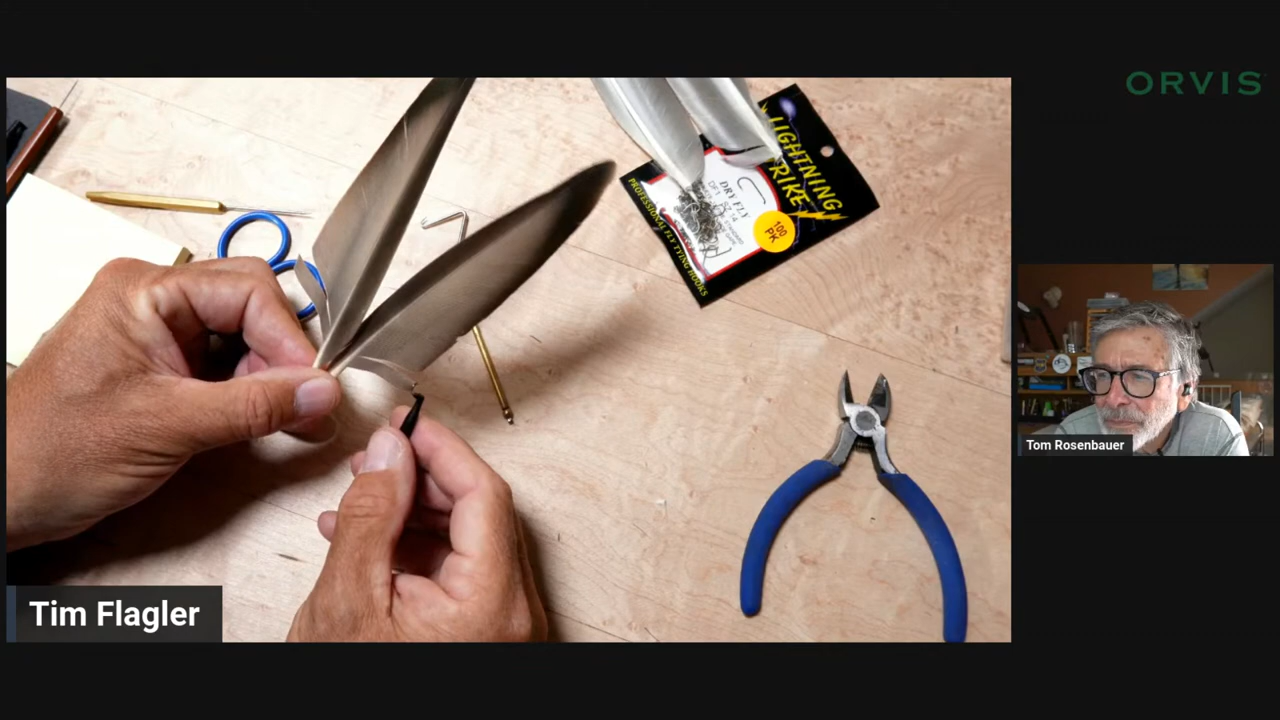 ORVIS
LIGHTNING
STRIKE
DRY FLY
100
PK
PROFESSIONAL FLY TYING HOOKS
Tom Rosenbauer
Tim Flagler